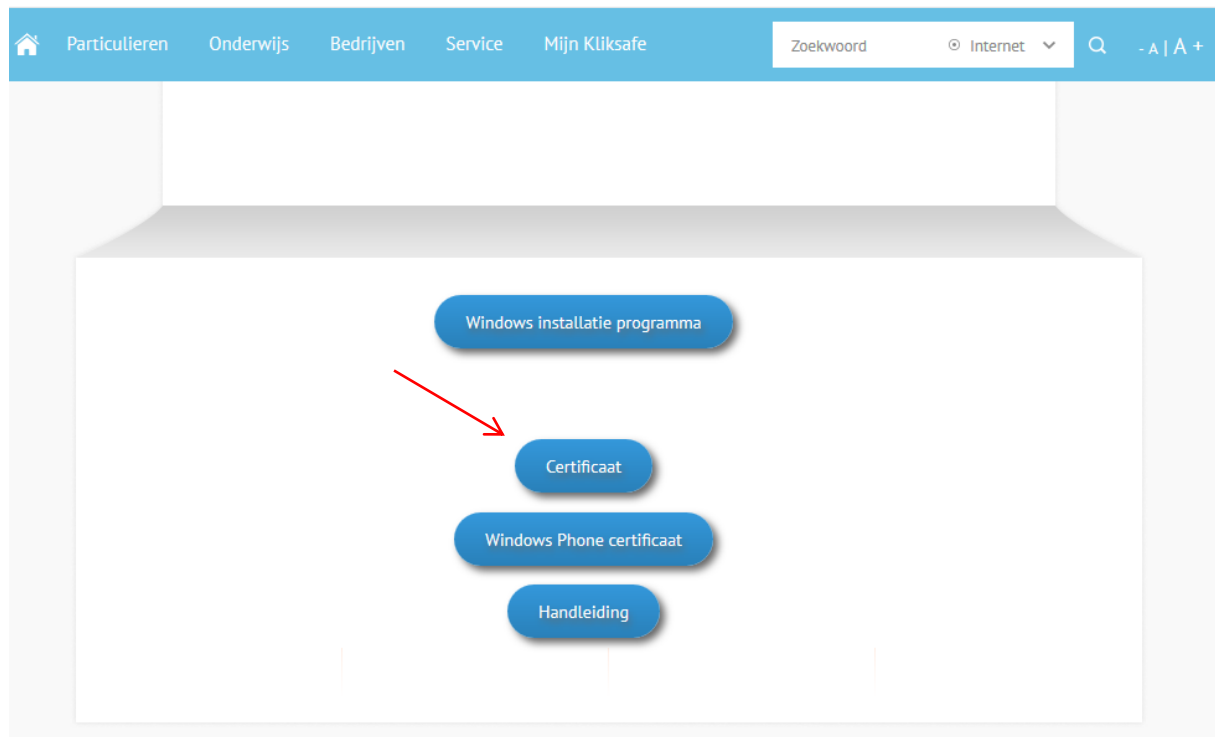 Particulieren Onderwijs Bedrijven Service Mijn Kliksafe Zoekwoord Internet - A | A +
Windows installatie programma
Certificaat
Windows Phone certificaat
Handleiding